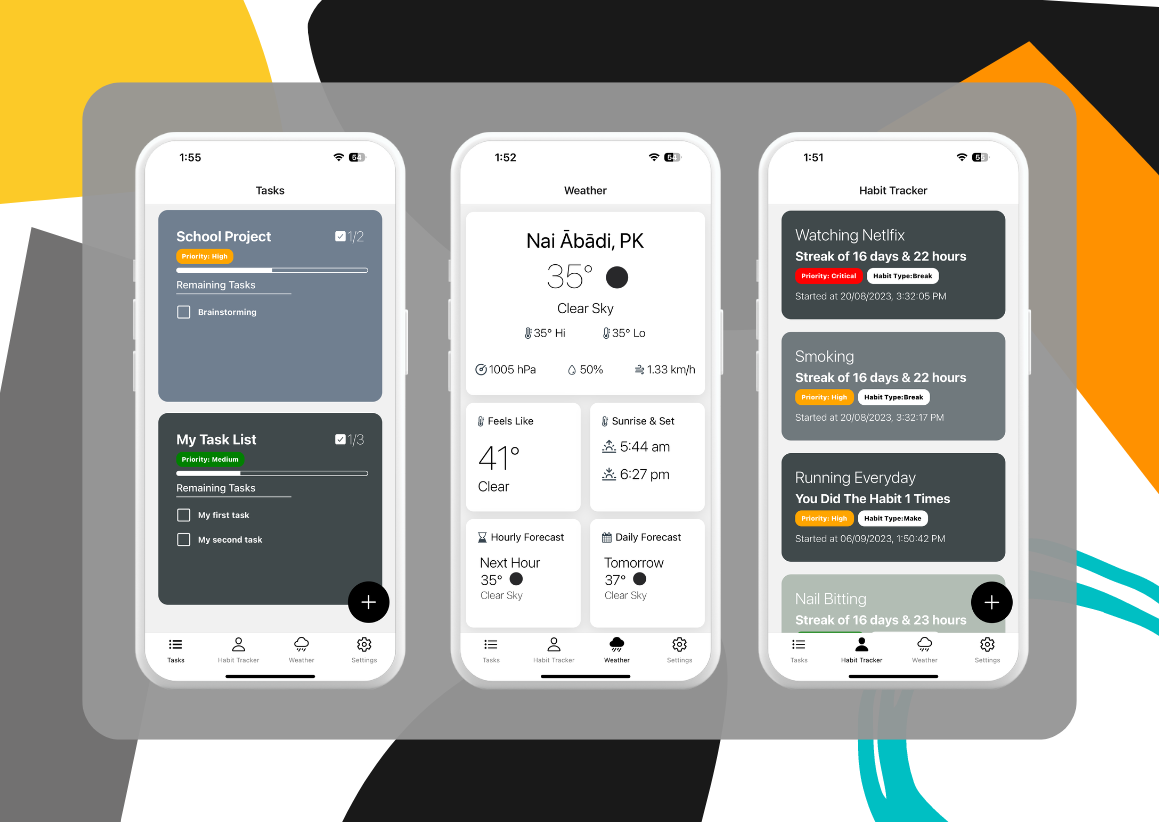 1:55
Tasks
School Project
1/2
Priority: High
Remaining Tasks
Brainstorming
My Task List
1/3
Priority: Medium
Remaining Tasks
My first task
My second task
+
Tasks
Habit Tracker
Weather
Settings
1:52
Weather
Nai Ābādi, PK
35°
Clear Sky
35° Hi
35° Lo
1005 hPa
50%
1.33 km/h
Feels Like
41°
Clear
Sunrise & Set
5:44 am
6:27 pm
Hourly Forecast
Next Hour
35°
Clear Sky
Daily Forecast
Tomorrow
37°
Clear Sky
Tasks
Habit Tracker
Weather
Settings
1:51
Habit Tracker
Watching Netlfix
Streak of 16 days & 22 hours
Priority: Critical
Habit Type:Break
Started at 20/08/2023, 3:32:05 PM
Smoking
Streak of 16 days & 22 hours
Priority: High
Habit Type:Break
Started at 20/08/2023, 3:32:17 PM
Running Everyday
You Did The Habit 1 Times
Priority: High
Habit Type:Make
Started at 06/09/2023, 1:50:42 PM
Nail Bitting
Streak of 16 days & 23 hours
+
Tasks
Habit Tracker
Weather
Settings